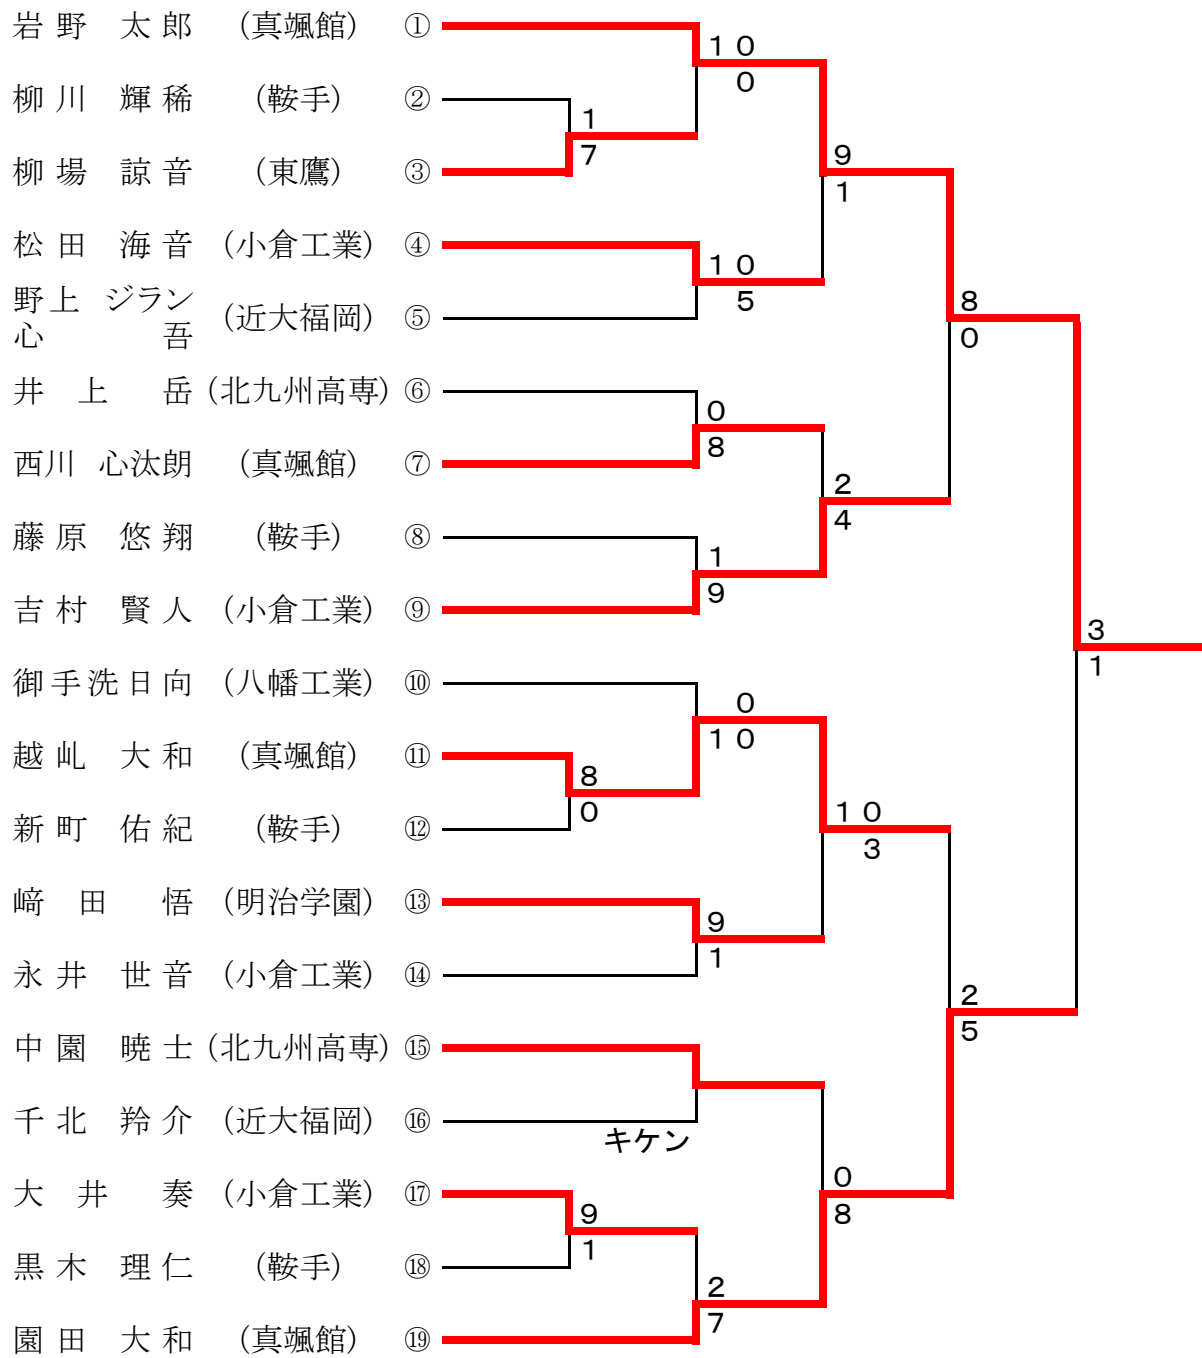 岩野 太郎 (真颯館) ①
10
0
柳川 輝稀 (鞍手) ②
1
7
柳場 諒音 (東鷹) ③
9
1
松田 海音 (小倉工業) ④
10
5
野上 ジラン
心 吾 (近大福岡) ⑤
8
0
井上 岳 (北九州高専) ⑥
0
8
西川 心汰朗 (真颯館) ⑦
2
4
藤原 悠翔 (鞍手) ⑧
1
9
吉村 賢人 (小倉工業) ⑨
3
1
御手洗日向 (八幡工業) ⑩
0
10
越乢 大和 (真颯館) ⑪
8
0
新町 佑紀 (鞍手) ⑫
10
3
﨑田 悟 (明治学園) ⑬
9
1
永井 世音 (小倉工業) ⑭
2
5
中園 暁士 (北九州高専) ⑮
千北 羚介 (近大福岡) ⑯
キケン
0
8
大井 奏 (小倉工業) ⑰
9
1
黒木 理仁 (鞍手) ⑱
2
7
園田 大和 (真颯館) ⑲